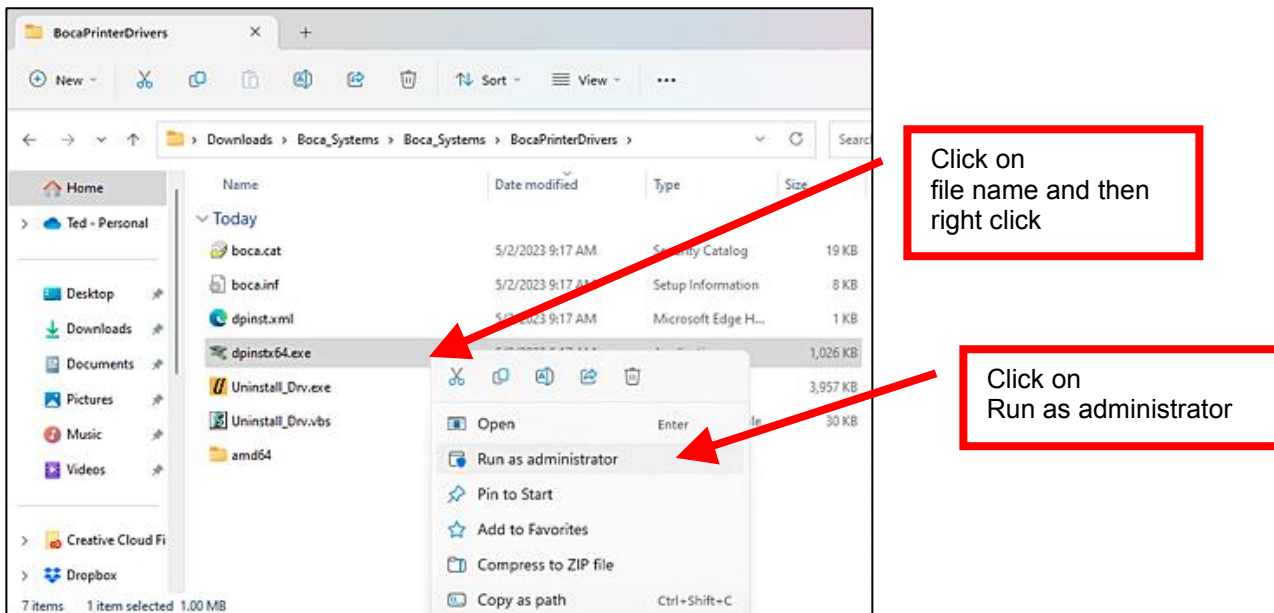 BocaPrinterDrivers
New
Sort
View
Downloads > Boca_Systems > Boca_Systems > BocaPrinterDrivers >
Home
Ted - Personal
Desktop
Downloads
Documents
Pictures
Music
Videos
Creative Cloud Fi
Dropbox
Name Date modified Type Size
Today
boca.cat 5/2/2023 9:17 AM Security Catalog 19 KB
boca.inf 5/2/2023 9:17 AM Setup Information 8 KB
dpinst.xml 5/2/2023 9:17 AM Microsoft Edge H... 1 KB
dpinstx64.exe 1,026 KB
Uninstall_Drv.exe 3,957 KB
Uninstall_Drv.vbs 30 KB
amd64
Open Enter
Run as administrator
Pin to Start
Add to Favorites
Compress to ZIP file
Copy as path Ctrl+Shift+C
7 items 1 item selected 1.00 MB
Click on
file name and then
right click
Click on
Run as administrator